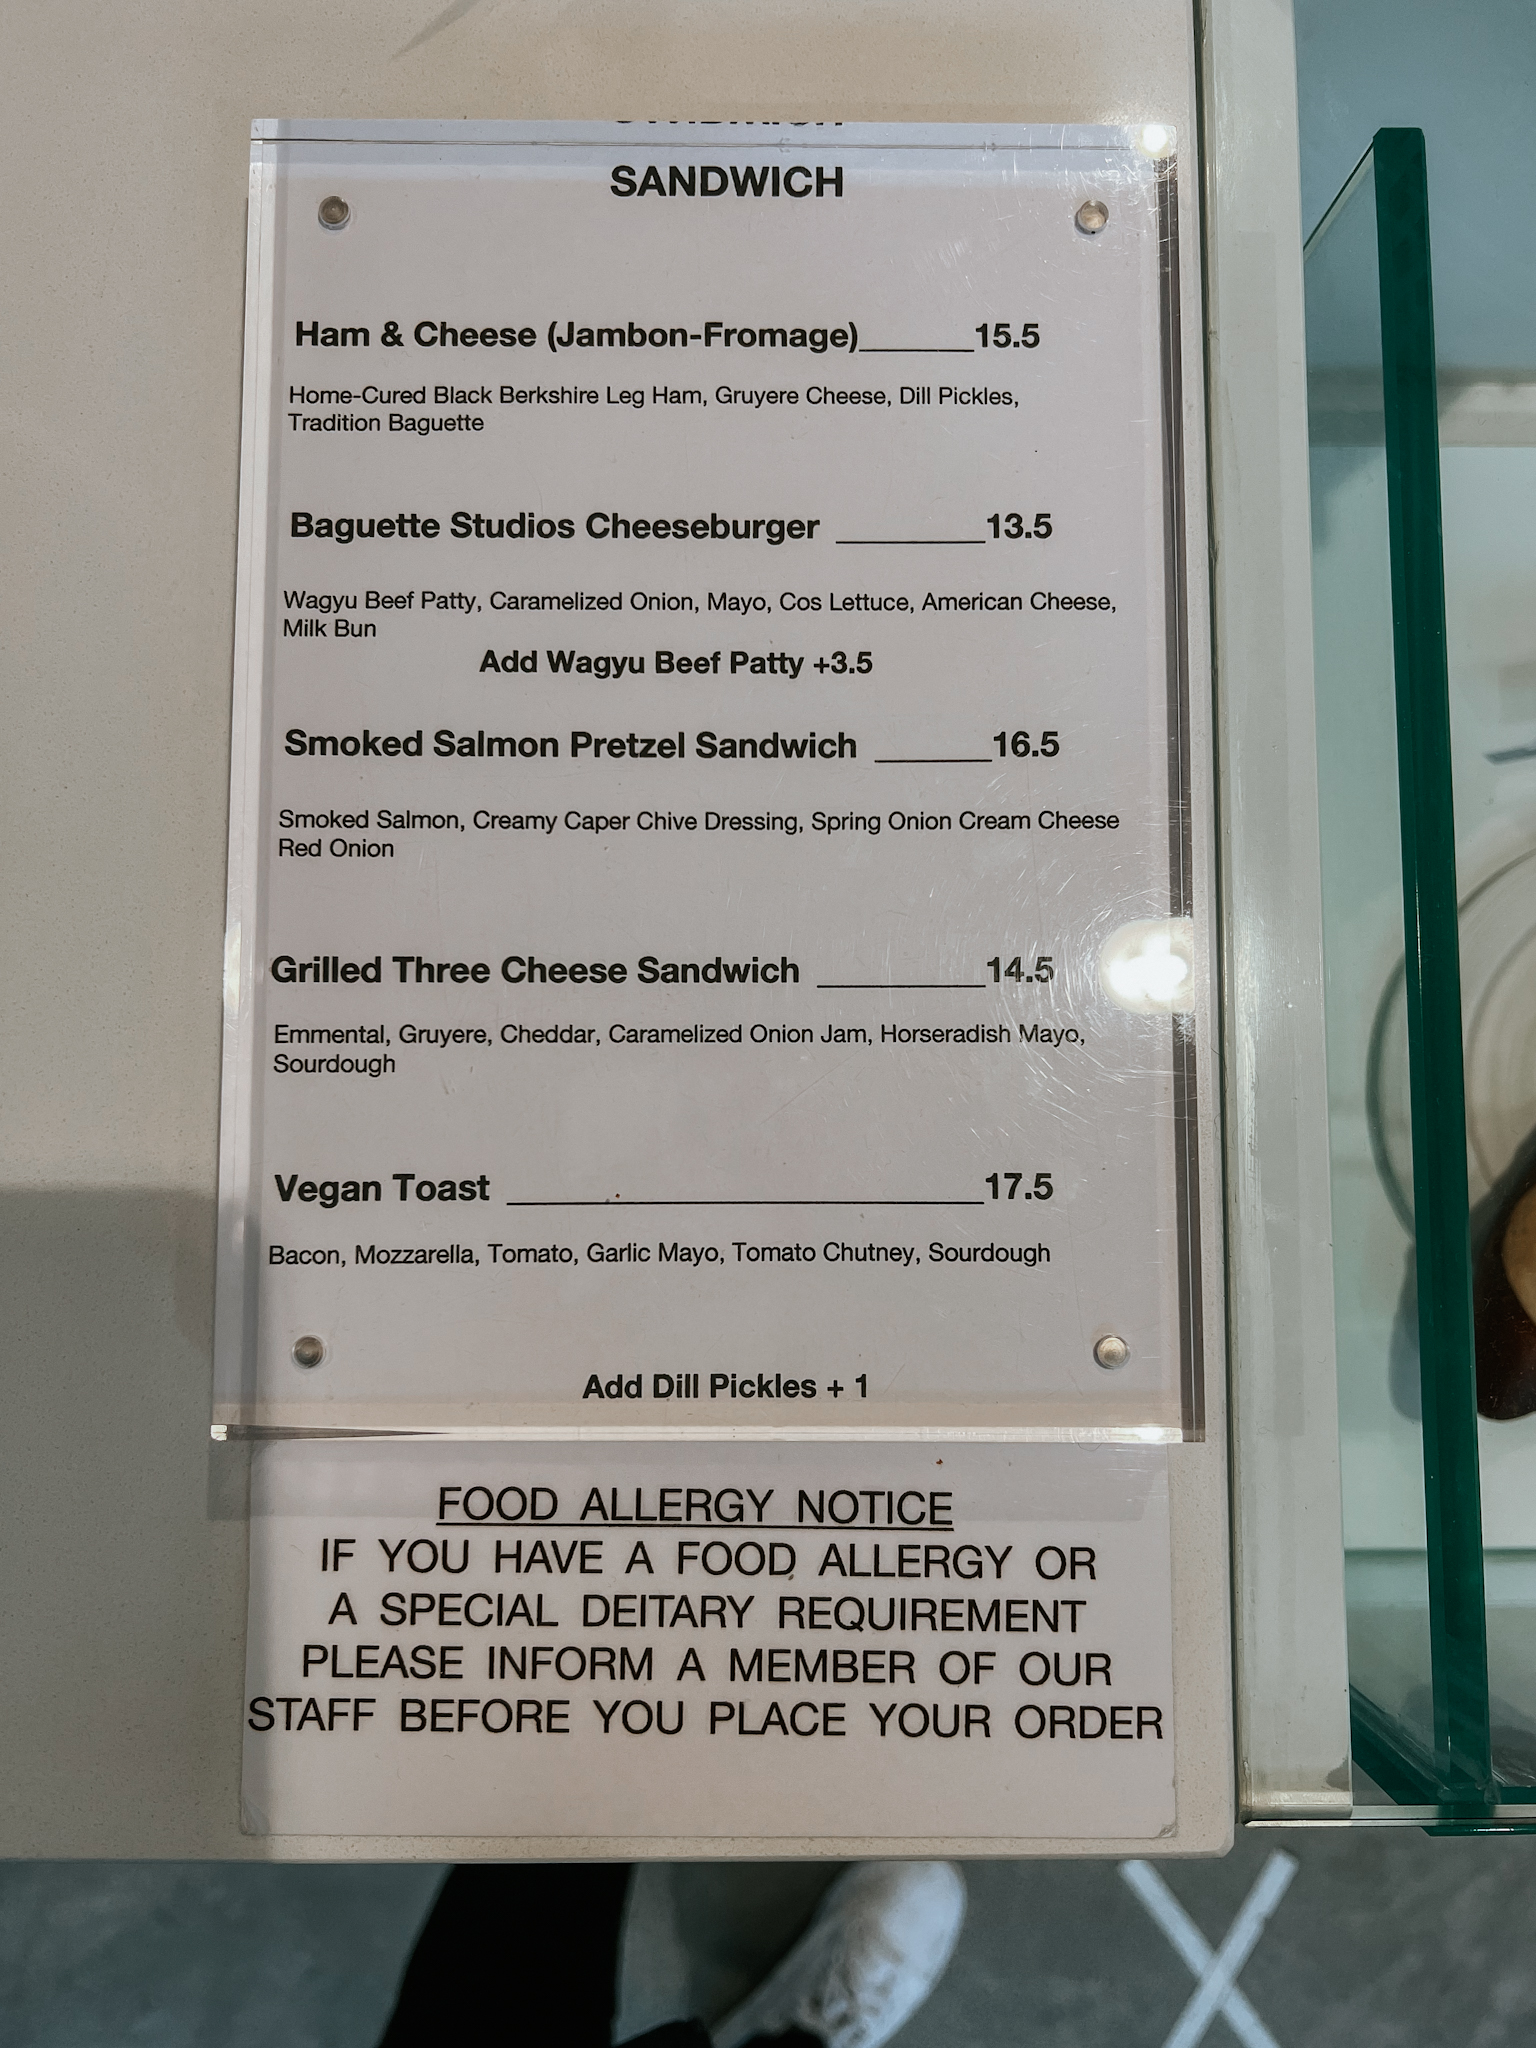 SANDWICH
Ham & Cheese (Jambon-Fromage)______15.5
Home-Cured Black Berkshire Leg Ham, Gruyere Cheese, Dill Pickles,
Tradition Baguette
Baguette Studios Cheeseburger ________13.5
Wagyu Beef Patty, Caramelized Onion, Mayo, Cos Lettuce, American Cheese,
Milk Bun
Add Wagyu Beef Patty +3.5
Smoked Salmon Pretzel Sandwich ______16.5
Smoked Salmon, Creamy Caper Chive Dressing, Spring Onion Cream Cheese
Red Onion
Grilled Three Cheese Sandwich _________14.5
Emmental, Gruyere, Cheddar, Caramelized Onion Jam, Horseradish Mayo,
Sourdough
Vegan Toast _________________________17.5
Bacon, Mozzarella, Tomato, Garlic Mayo, Tomato Chutney, Sourdough
Add Dill Pickles + 1
FOOD ALLERGY NOTICE
IF YOU HAVE A FOOD ALLERGY OR
A SPECIAL DEITARY REQUIREMENT
PLEASE INFORM A MEMBER OF OUR
STAFF BEFORE YOU PLACE YOUR ORDER